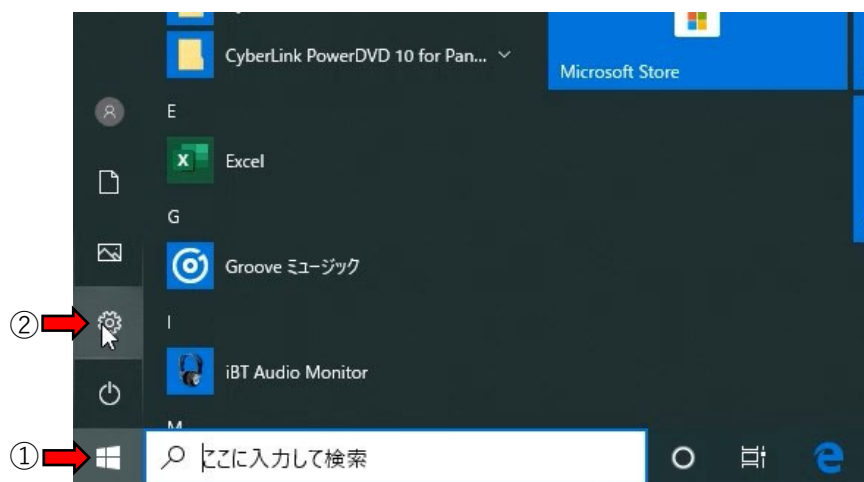 CyberLink PowerDVD 10 for Pan...
Microsoft Store
E
Excel
G
Groove ミュージック
②
I
iBT Audio Monitor
M
①
ここに入力して検索